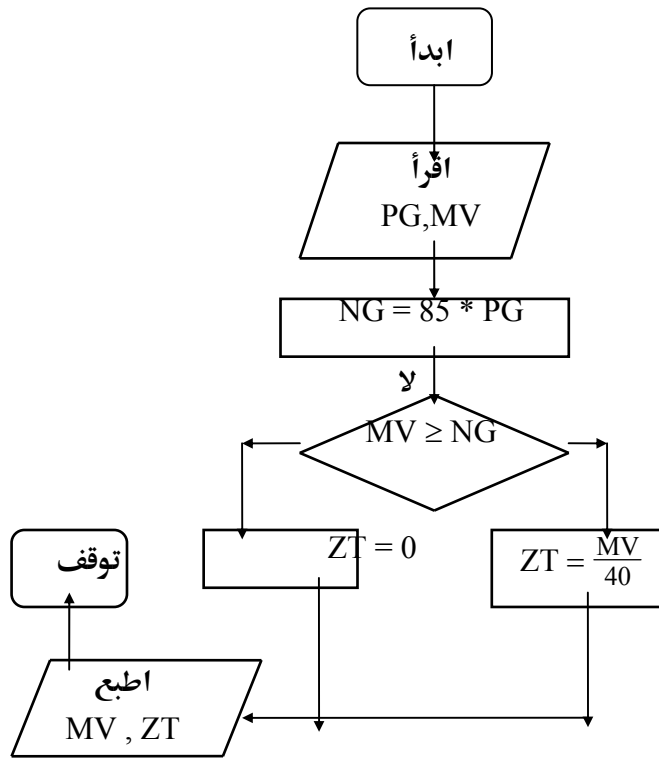 ابدأ
اقرأ
PG,MV
NG = 85 * PG
لا
MV ≥ NG
ZT = 0
ZT = MV/40
توقف
اطبع
MV , ZT